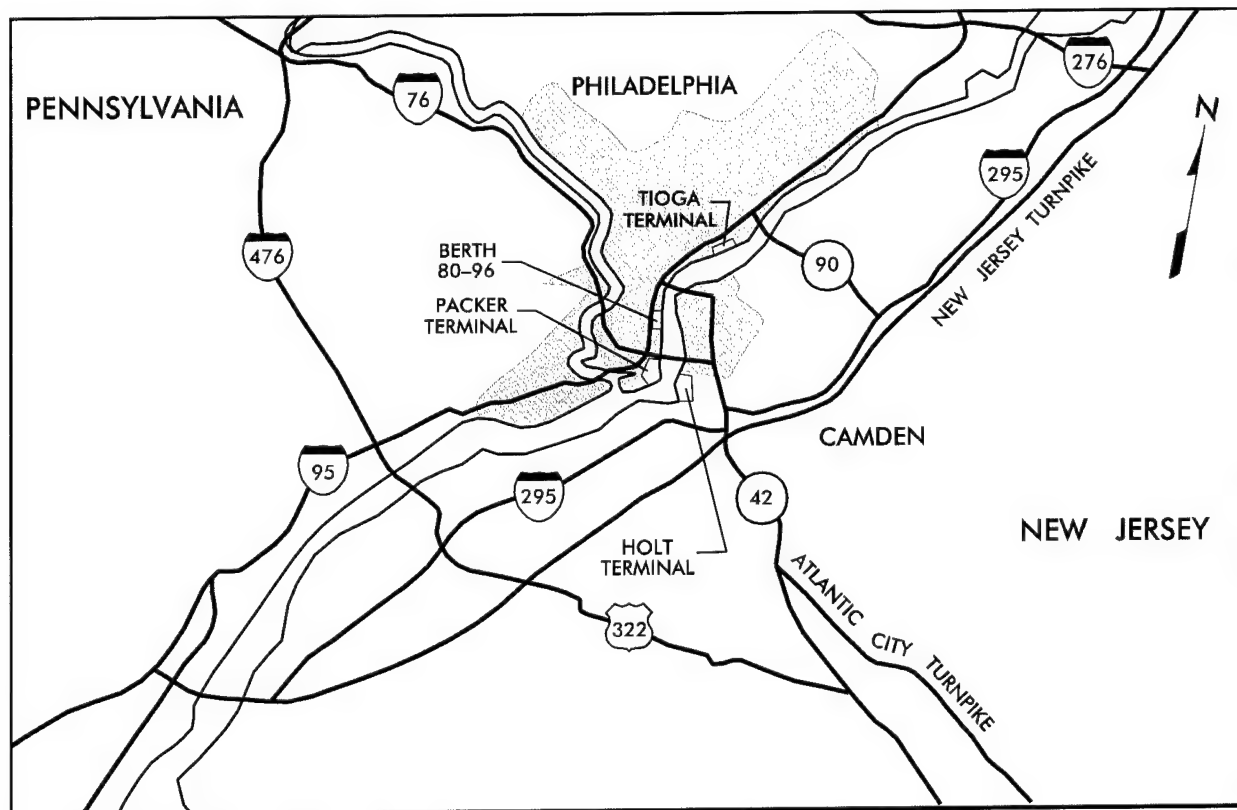 PENNSYLVANIA
76
PHILADELPHIA
276
N
295
NEW JERSEY TURNPIKE
TIOGA
TERMINAL
476
BERTH
80–96
90
PACKER
TERMINAL
CAMDEN
95
295
42
NEW JERSEY
HOLT
TERMINAL
322
ATLANTIC CITY TURNPIKE